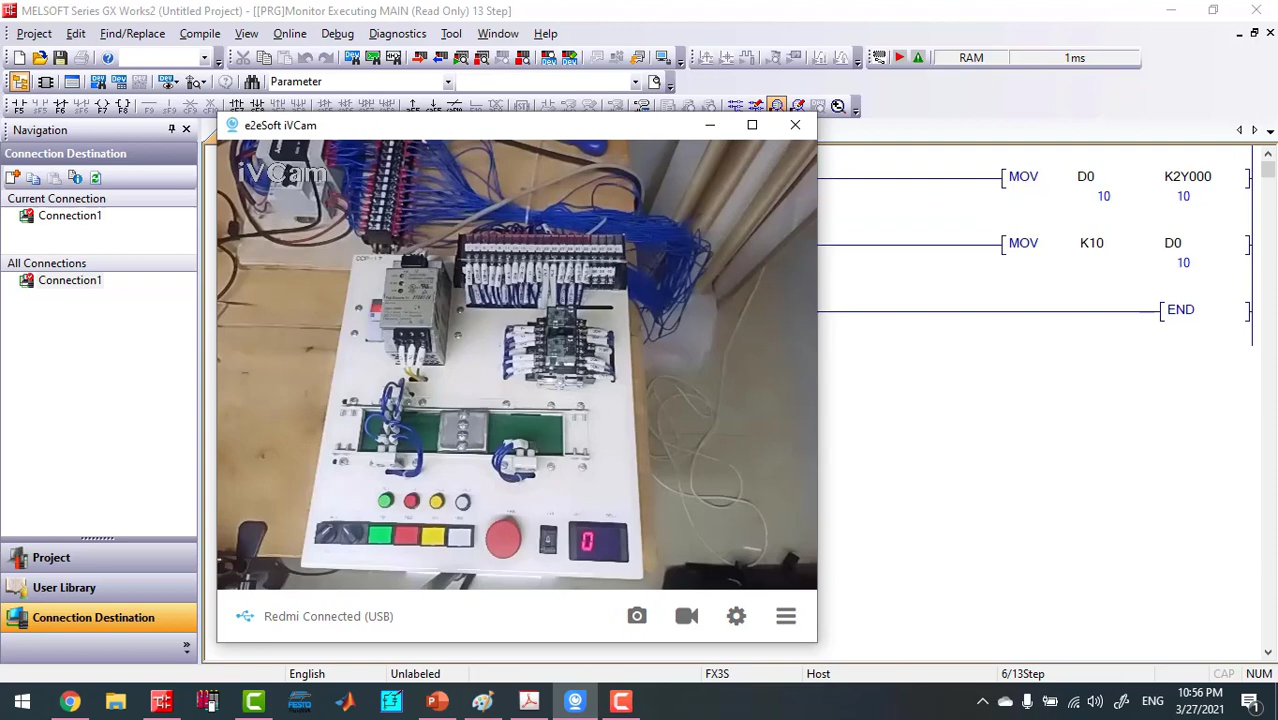 MELSOFT Series GX Works2 (Untitled Project) - [[PRG]Monitor Executing MAIN (Read Only) 13 Step]
Project Edit Find/Replace Compile View Online Debug Diagnostics Tool Window Help
RAM 1ms
Parameter
F5 F7
Navigation
e2eSoft iVCam
Connection Destination
iVCam
Current Connection
Connection1
All Connections
Connection1
MOV D0 K2Y000
10 10
MOV K10 D0
10
END
0
Project
User Library
Connection Destination
Redmi Connected (USB)
English Unlabeled FX3S Host 6/13Step CAP NUM
ENG
10:56 PM
3/27/2021